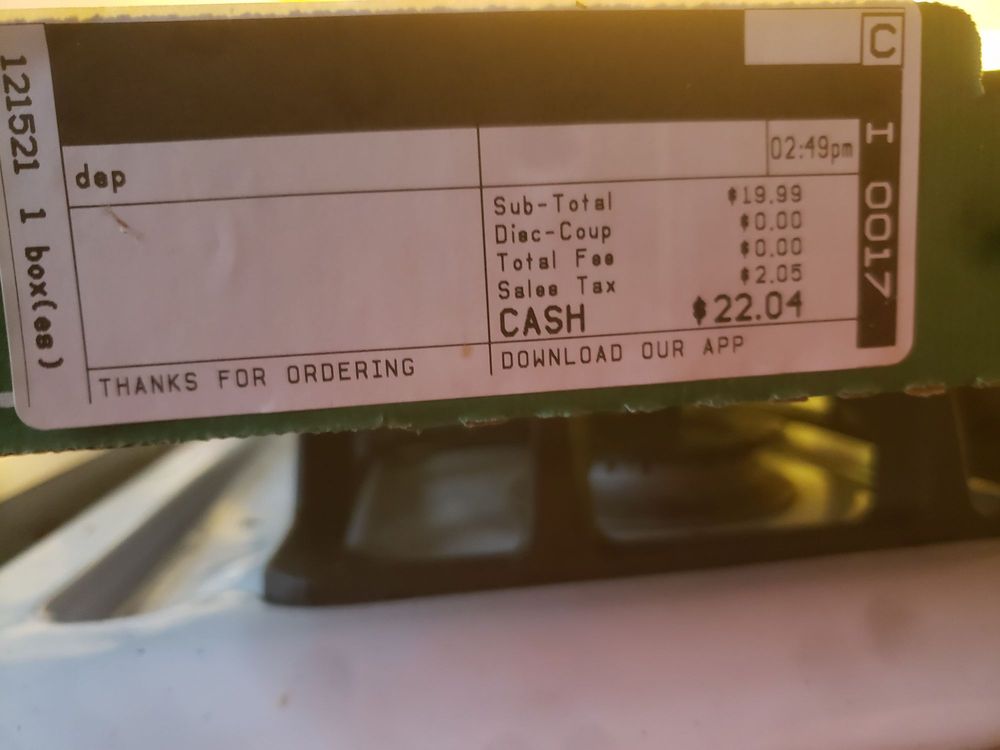 C
I 0017
121521 1 box(es)
dep
02:49pm
Sub-Total $19.99
Disc-Coup $0.00
Total Fee $0.00
Sales Tax $2.05
CASH $22.04
THANKS FOR ORDERING
DOWNLOAD OUR APP